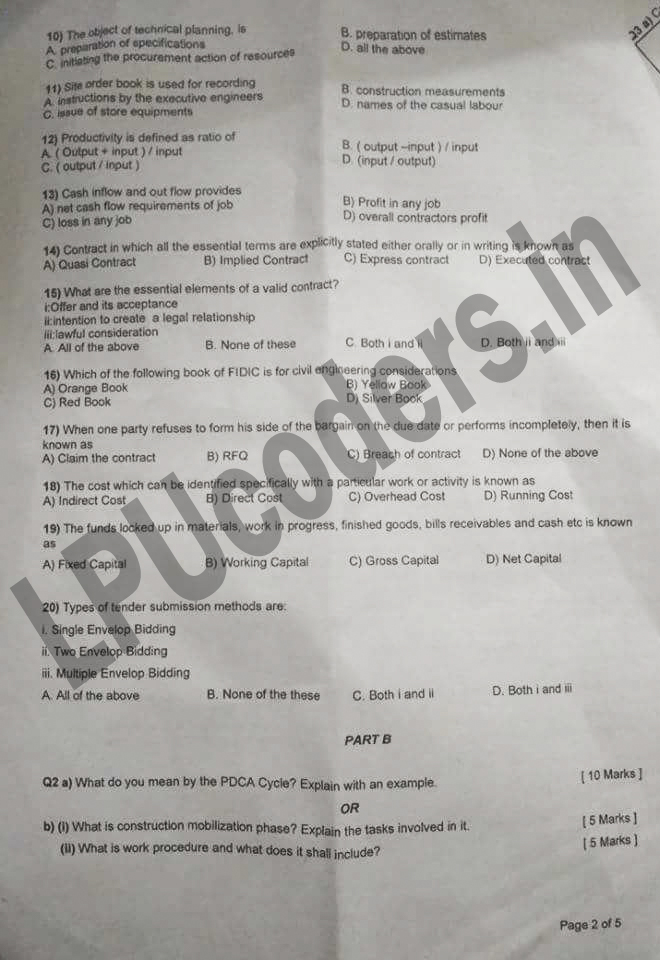 23 a) C
10) The object of technical planning, is
A. preparation of specifications B. preparation of estimates
C. initiating the procurement action of resources D. all the above
11) Site order book is used for recording
A. instructions by the executive engineers B. construction measurements
C. issue of store equipments D. names of the casual labour
12) Productivity is defined as ratio of
A. ( Output + input ) / input B. ( output –input ) / input
C. ( output / input ) D. (input / output)
13) Cash inflow and out flow provides
A) net cash flow requirements of job B) Profit in any job
C) loss in any job D) overall contractors profit
14) Contract in which all the essential terms are explicitly stated either orally or in writing is known as
A) Quasi Contract B) Implied Contract C) Express contract D) Executed contract
15) What are the essential elements of a valid contract?
i:Offer and its acceptance
ii:intention to create a legal relationship
iii:lawful consideration
A. All of the above B. None of these C. Both i and ii D. Both ii and iii
16) Which of the following book of FIDIC is for civil engineering considerations
A) Orange Book B) Yellow Book
C) Red Book D) Silver Book
17) When one party refuses to form his side of the bargain on the due date or performs incompletely, then it is
known as
A) Claim the contract B) RFQ C) Breach of contract D) None of the above
18) The cost which can be identified specifically with a particular work or activity is known as
A) Indirect Cost B) Direct Cost C) Overhead Cost D) Running Cost
19) The funds locked up in materials, work in progress, finished goods, bills receivables and cash etc is known
as
A) Fixed Capital B) Working Capital C) Gross Capital D) Net Capital
20) Types of tender submission methods are:
i. Single Envelop Bidding
ii. Two Envelop Bidding
iii. Multiple Envelop Bidding
A. All of the above B. None of the these C. Both i and ii D. Both i and iii
PART B
Q2 a) What do you mean by the PDCA Cycle? Explain with an example. [ 10 Marks ]
OR
b) (i) What is construction mobilization phase? Explain the tasks involved in it. [ 5 Marks ]
(ii) What is work procedure and what does it shall include? [ 5 Marks ]
Page 2 of 5
LPUcoders.In